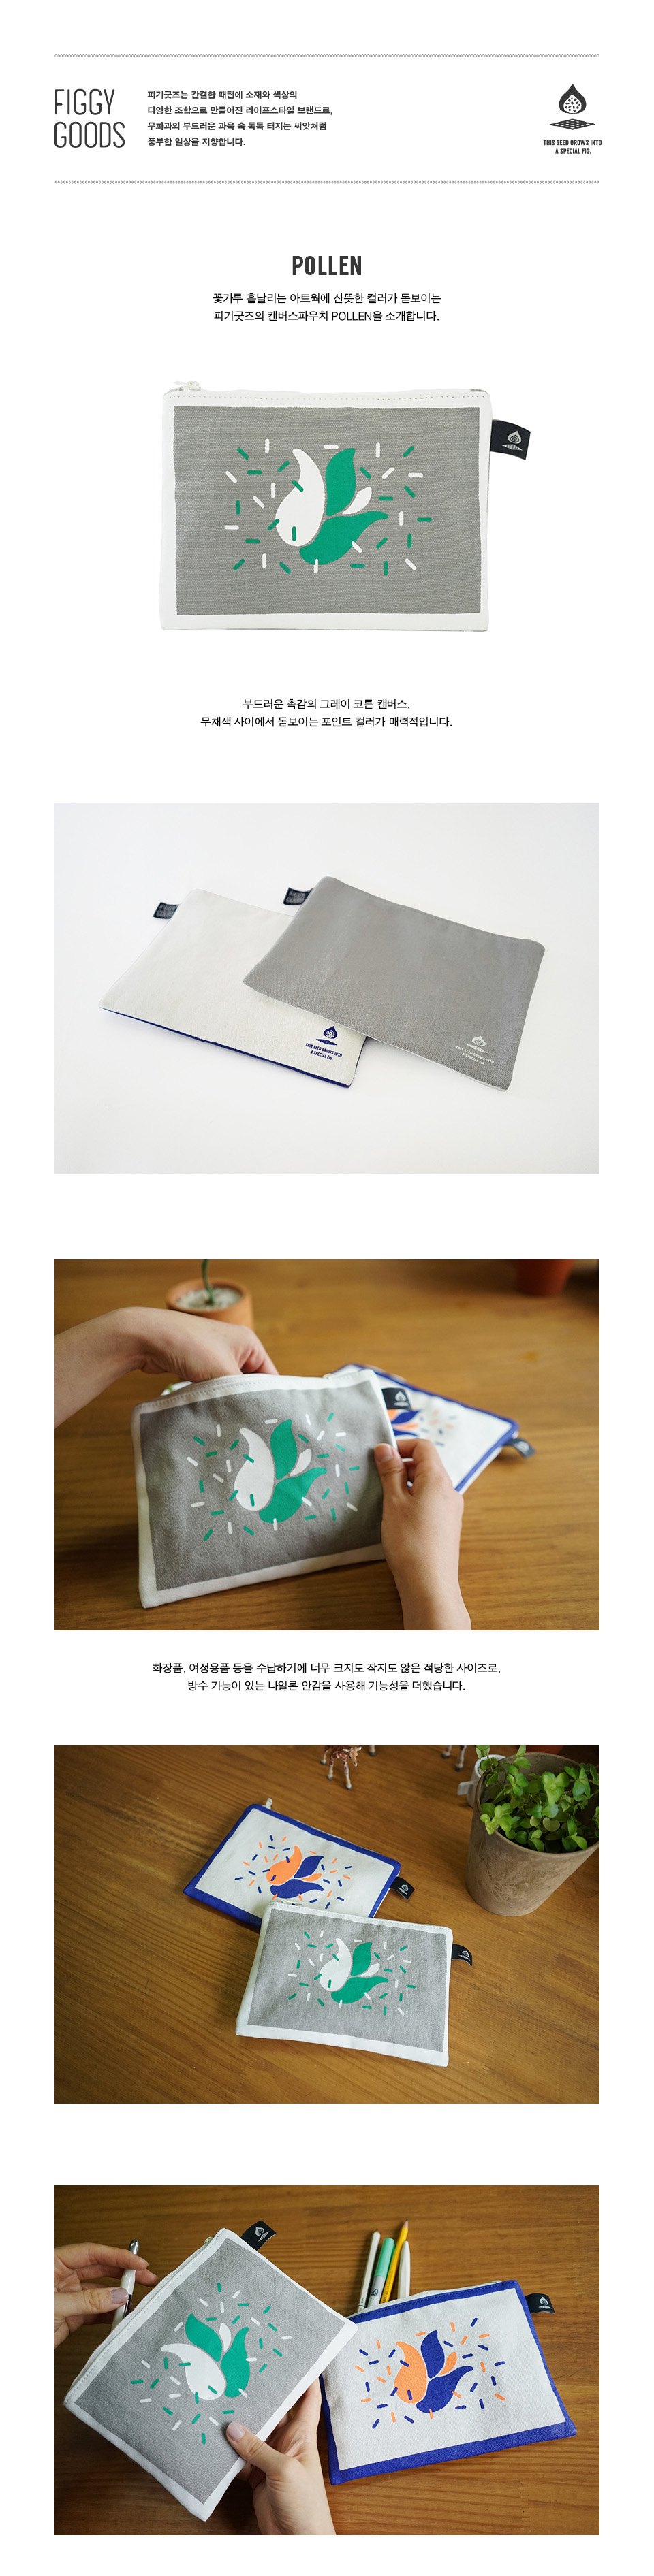 FIGGY
GOODS
피기굿즈는 간결한 패턴에 소재와 색상의
다양한 조합으로 만들어진 라이프스타일 브랜드로,
무화과의 부드러운 과육 속 톡톡 터지는 씨앗처럼
풍부한 일상을 지향합니다.
THIS SEED GROWS INTO
A SPECIAL FIG.
POLLEN
꽃가루 흩날리는 아트웍에 산뜻한 컬러가 돋보이는
피기굿즈의 캔버스파우치 POLLEN을 소개합니다.
부드러운 촉감의 그레이 코튼 캔버스.
무채색 사이에서 돋보이는 포인트 컬러가 매력적입니다.
THIS SEED GROWS INTO
A SPECIAL FIG.
THIS SEED GROWS INTO
A SPECIAL FIG.
화장품, 여성용품 등을 수납하기에 너무 크지도 작지도 않은 적당한 사이즈로,
방수 기능이 있는 나일론 안감을 사용해 기능성을 더했습니다.